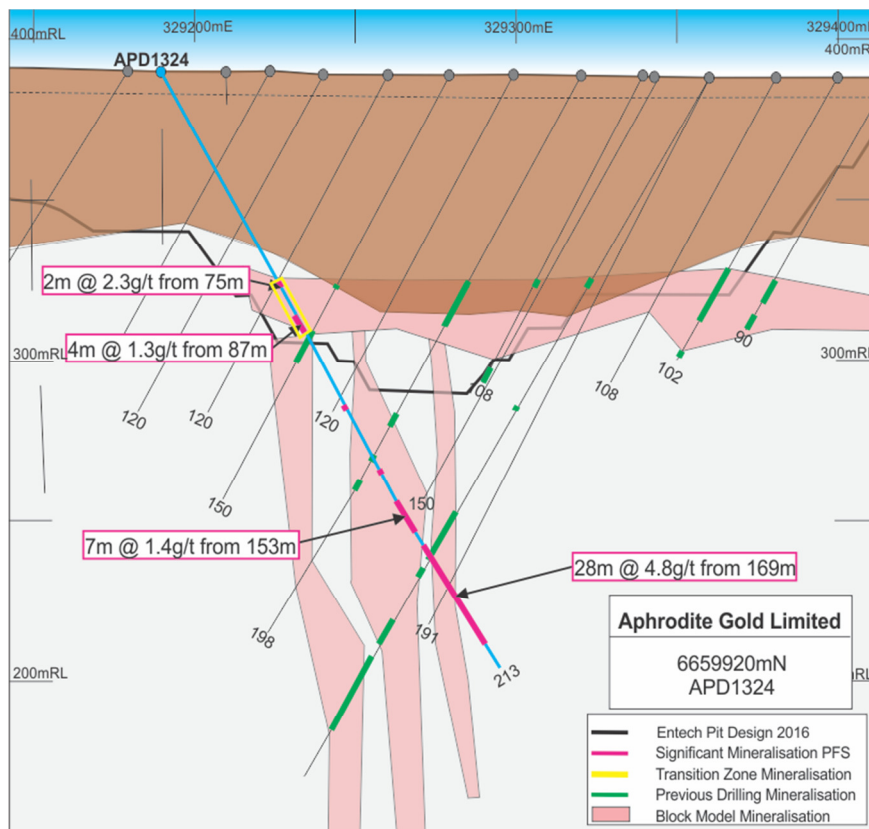 329200mE
329300mE
329400mE
400mRL
400mRL
APD1324
2m @ 2.3g/t from 75m
4m @ 1.3g/t from 87m
300mRL
300mRL
90
102
108
108
120
120
120
150
150
7m @ 1.4g/t from 153m
28m @ 4.8g/t from 169m
198
191
213
200mRL
mRL
Aphrodite Gold Limited
6659920mN
APD1324
Entech Pit Design 2016
Significant Mineralisation PFS
Transition Zone Mineralisation
Previous Drilling Mineralisation
Block Model Mineralisation